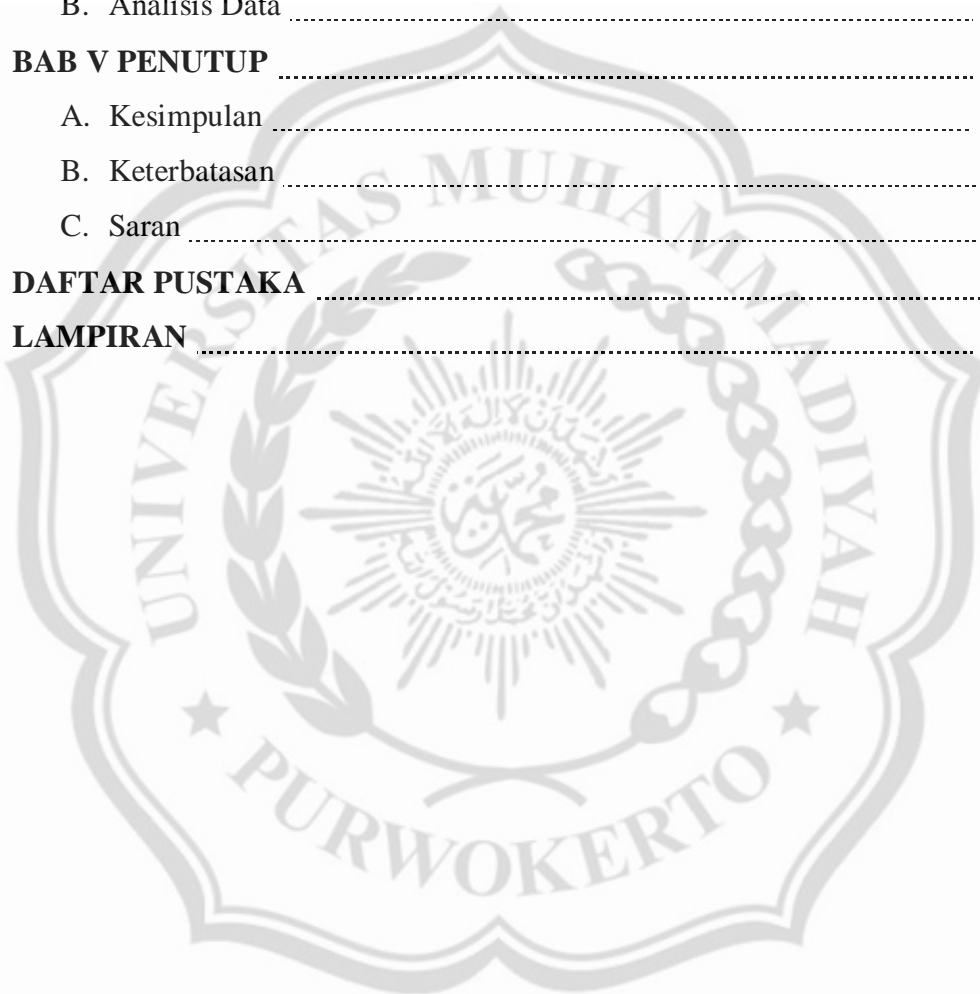 B. Analisis Data
BAB V PENUTUP
A. Kesimpulan
B. Keterbatasan
C. Saran
DAFTAR PUSTAKA
LAMPIRAN
UNIVERSITAS MUHAMMADIYAH
PURWOKERTO